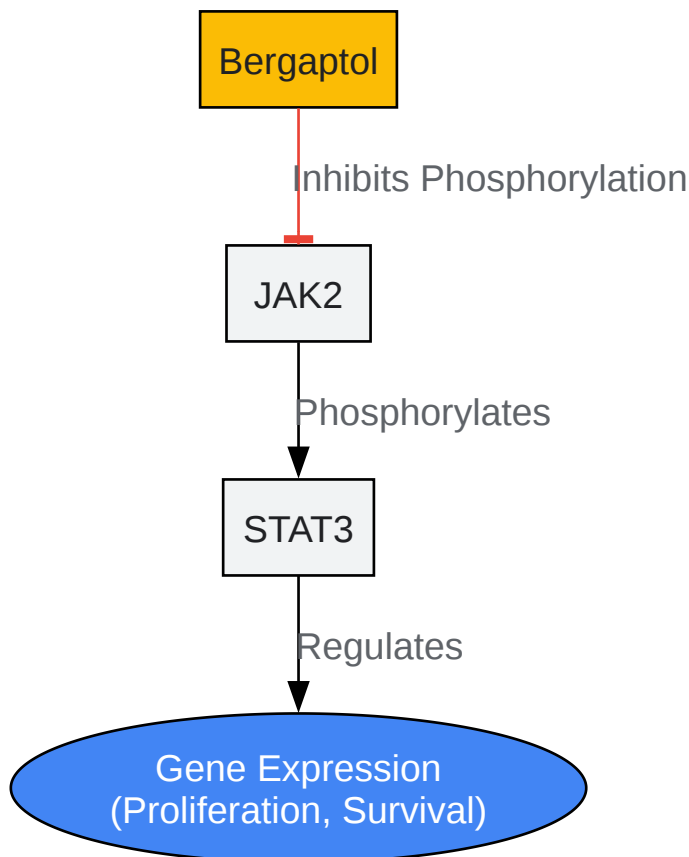 Bergaptol
Inhibits Phosphorylation
JAK2
Phosphorylates
STAT3
Regulates
Gene Expression
(Proliferation, Survival)